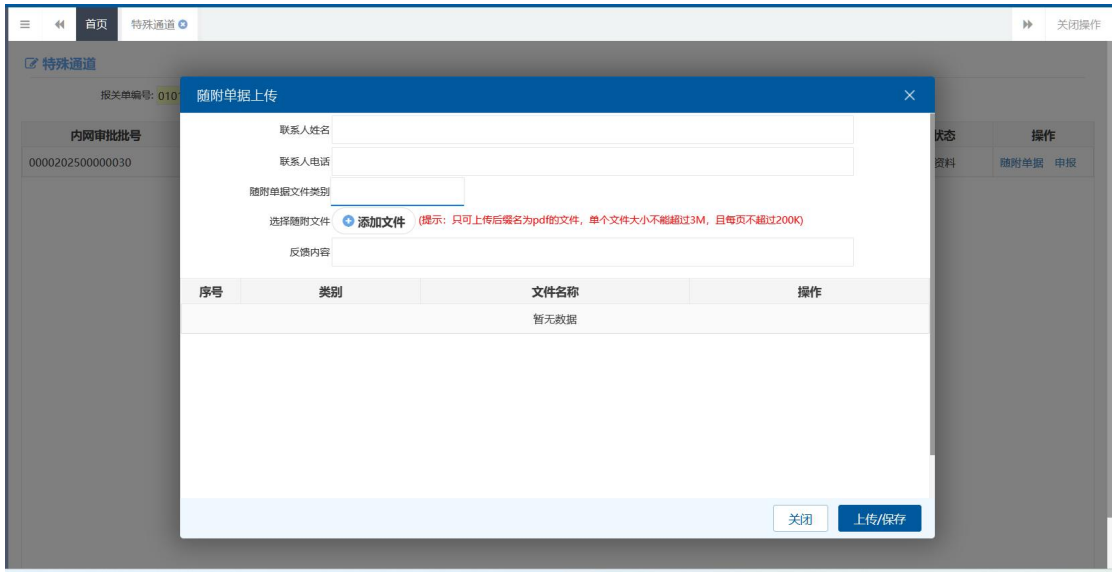 首页 特殊通道 关闭操作
特殊通道
报关单编号: 010
随附单据上传
内网审批批号 状态 操作
0000202500000030 资料 随附单据 申报
联系人姓名
联系人电话
随附单据文件类别
选择随附文件 添加文件 (提示：只可上传后缀名为pdf的文件，单个文件大小不能超过3M，且每页不超过200K)
反馈内容
序号 类别 文件名称 操作
暂无数据
关闭 上传/保存